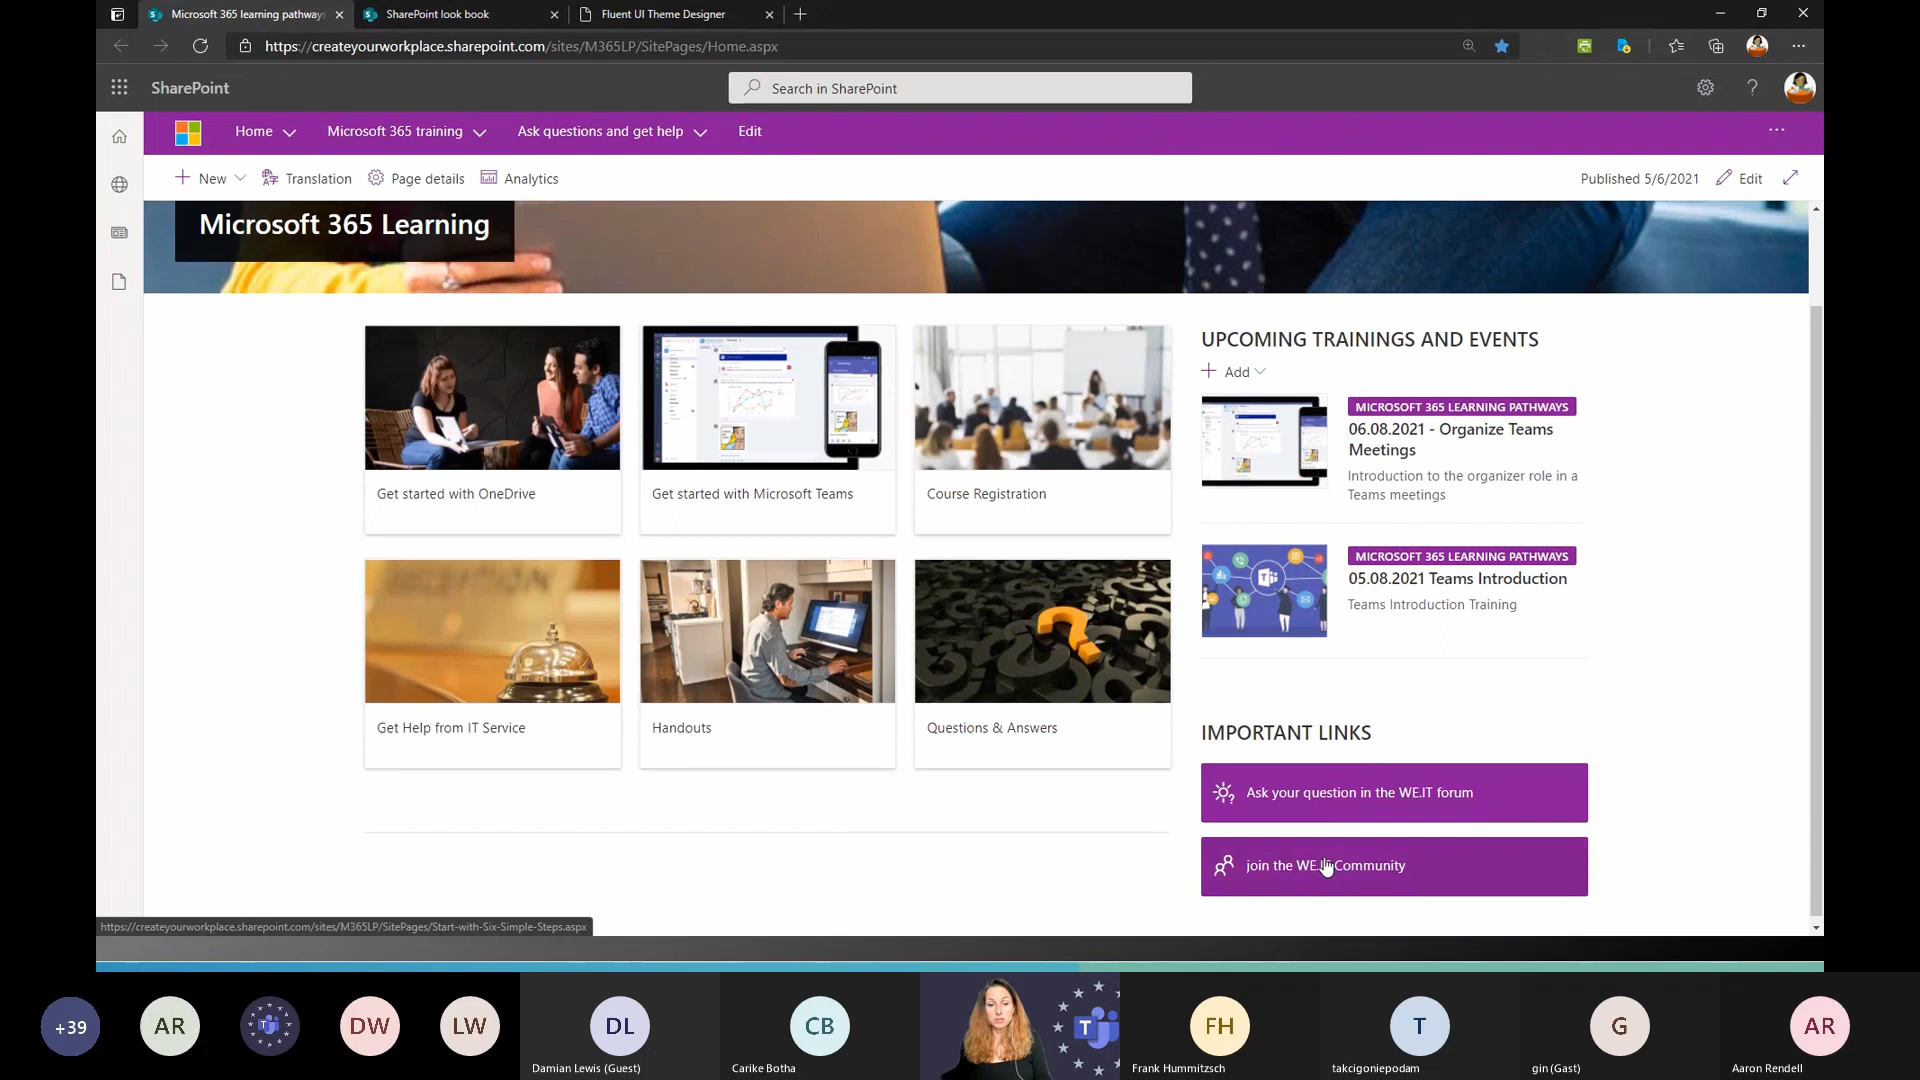 Microsoft 365 learning pathways
SharePoint look book
Fluent UI Theme Designer
https://createyourworkplace.sharepoint.com/sites/M365LP/SitePages/Home.aspx
SharePoint
Search in SharePoint
Home
Microsoft 365 training
Ask questions and get help
Edit
New
Translation
Page details
Analytics
Published 5/6/2021
Edit
Microsoft 365 Learning
Get started with OneDrive
Get started with Microsoft Teams
Course Registration
Get Help from IT Service
Handouts
Questions & Answers
UPCOMING TRAININGS AND EVENTS
Add
MICROSOFT 365 LEARNING PATHWAYS
06.08.2021 - Organize Teams
Meetings
Introduction to the organizer role in a
Teams meetings
MICROSOFT 365 LEARNING PATHWAYS
05.08.2021 Teams Introduction
Teams Introduction Training
IMPORTANT LINKS
Ask your question in the WE.IT forum
join the WE.IT Community
https://createyourworkplace.sharepoint.com/sites/M365LP/SitePages/Start-with-Six-Simple-Steps.aspx
+39
AR
DW
LW
DL
Damian Lewis (Guest)
CB
Carike Botha
FH
Frank Hummitzsch
T
takcigoniepodam
G
gin (Gast)
AR
Aaron Rendell